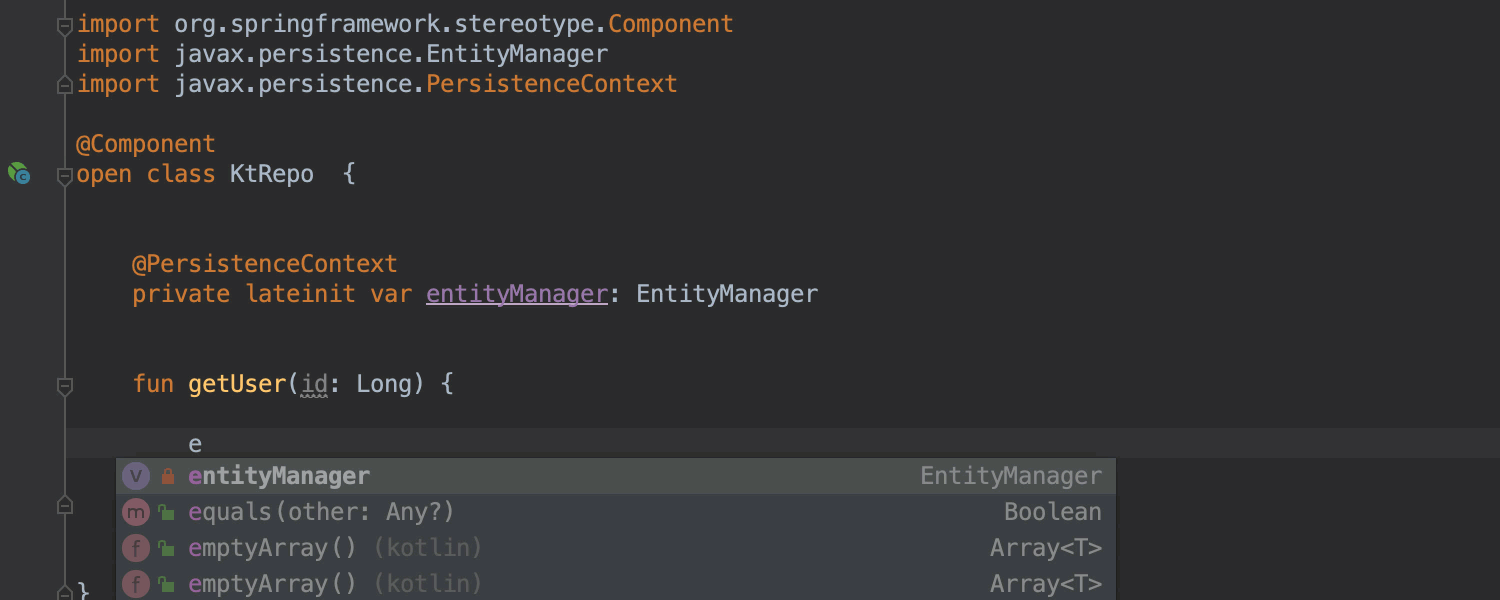 import org.springframework.stereotype.Component
import javax.persistence.EntityManager
import javax.persistence.PersistenceContext
@Component
open class KtRepo  {
@PersistenceContext
private lateinit var entityManager: EntityManager
fun getUser(id: Long) {
e
v entityManager EntityManager
m equals(other: Any?) Boolean
f emptyArray() (kotlin) Array<T>
f emptyArray() (kotlin) Array<T>
}